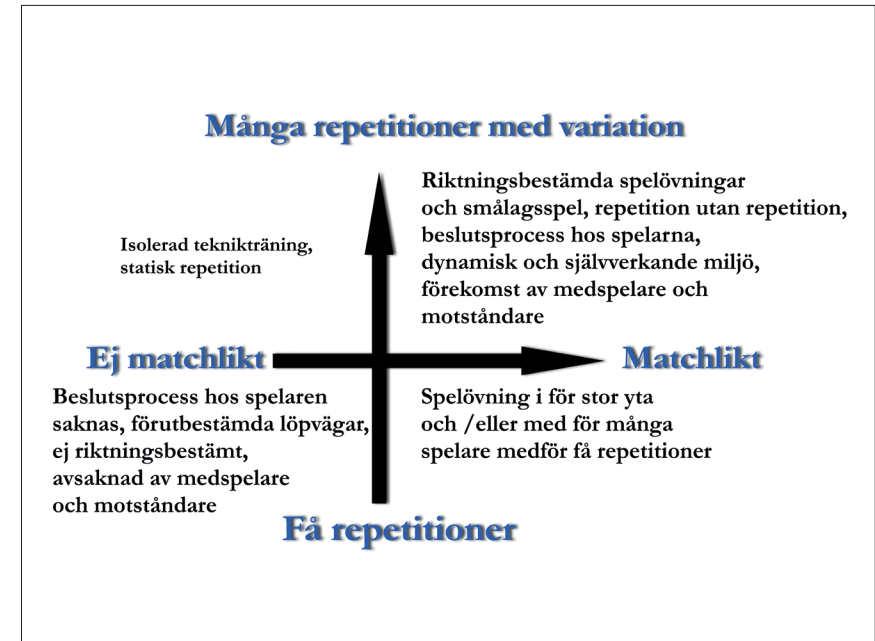 Många repetitioner med variation
Riktningsbestämda spelövningar
och smålagsspel, repetition utan repetition,
beslutsprocess hos spelarna,
dynamisk och självverkande miljö,
förekomst av medspelare och
motståndare
Isolerad teknikträning,
statisk repetition
Ej matchlikt
Matchlikt
Beslutsprocess hos spelaren
saknas, förutbestämda löpvägar,
ej riktningsbestämt,
avsaknad av medspelare
och motståndare
Spelövning i för stor yta
och /eller med för många
spelare medför få repetitioner
Få repetitioner